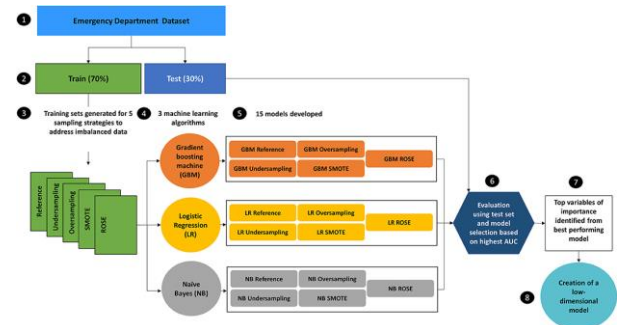 1
Emergency Department Dataset
2
Train (70%)
Test (30%)
3
Training sets generated for 5
sampling strategies to
address imbalanced data
4
3 machine learning
algorithms
5
15 models developed
Reference
Undersampling
Oversampling
SMOTE
ROSE
Gradient
boosting
machine
(GBM)
GBM Reference
GBM Oversampling
GBM Undersampling
GBM SMOTE
GBM ROSE
Logistic
Regression
(LR)
LR Reference
LR Oversampling
LR Undersampling
LR SMOTE
LR ROSE
Naïve
Bayes (NB)
NB Reference
NB Oversampling
NB Undersampling
NB SMOTE
NB ROSE
6
Evaluation
using test set
and model
selection based
on highest AUC
7
Top variables of
importance
identified from
best performing
model
8
Creation of a
low-
dimensional
model